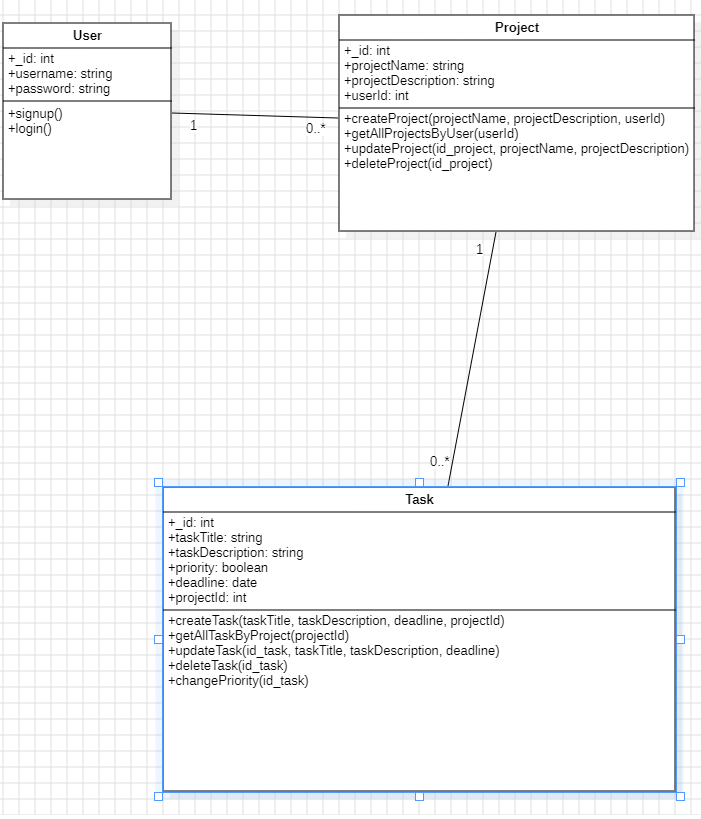 User
+_id: int
+username: string
+password: string
+signup()
+login()
1
0..*
Project
+_id: int
+projectName: string
+projectDescription: string
+userId: int
+createProject(projectName, projectDescription, userId)
+getAllProjectsByUser(userId)
+updateProject(id_project, projectName, projectDescription)
+deleteProject(id_project)
1
0..*
Task
+_id: int
+taskTitle: string
+taskDescription: string
+priority: boolean
+deadline: date
+projectId: int
+createTask(taskTitle, taskDescription, deadline, projectId)
+getAllTaskByProject(projectId)
+updateTask(id_task, taskTitle, taskDescription, deadline)
+deleteTask(id_task)
+changePriority(id_task)